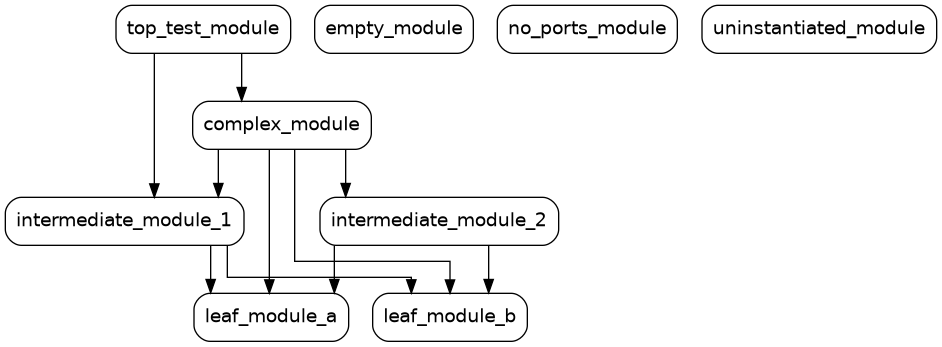 top_test_module
empty_module
no_ports_module
uninstantiated_module
complex_module
intermediate_module_1
intermediate_module_2
leaf_module_a
leaf_module_b